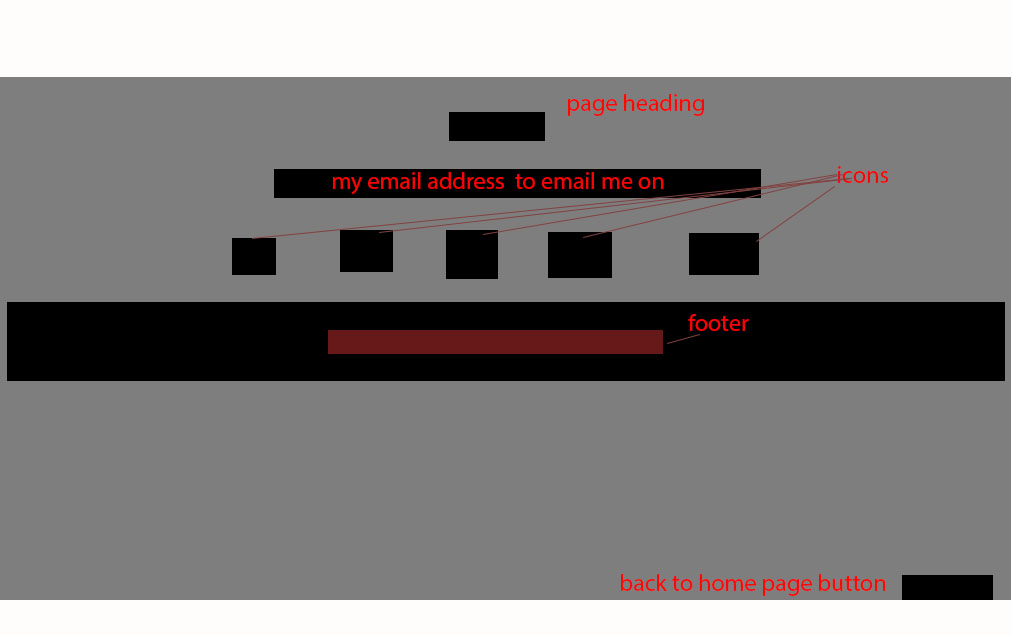 page heading
my email address  to email me on
icons
footer
back to home page button